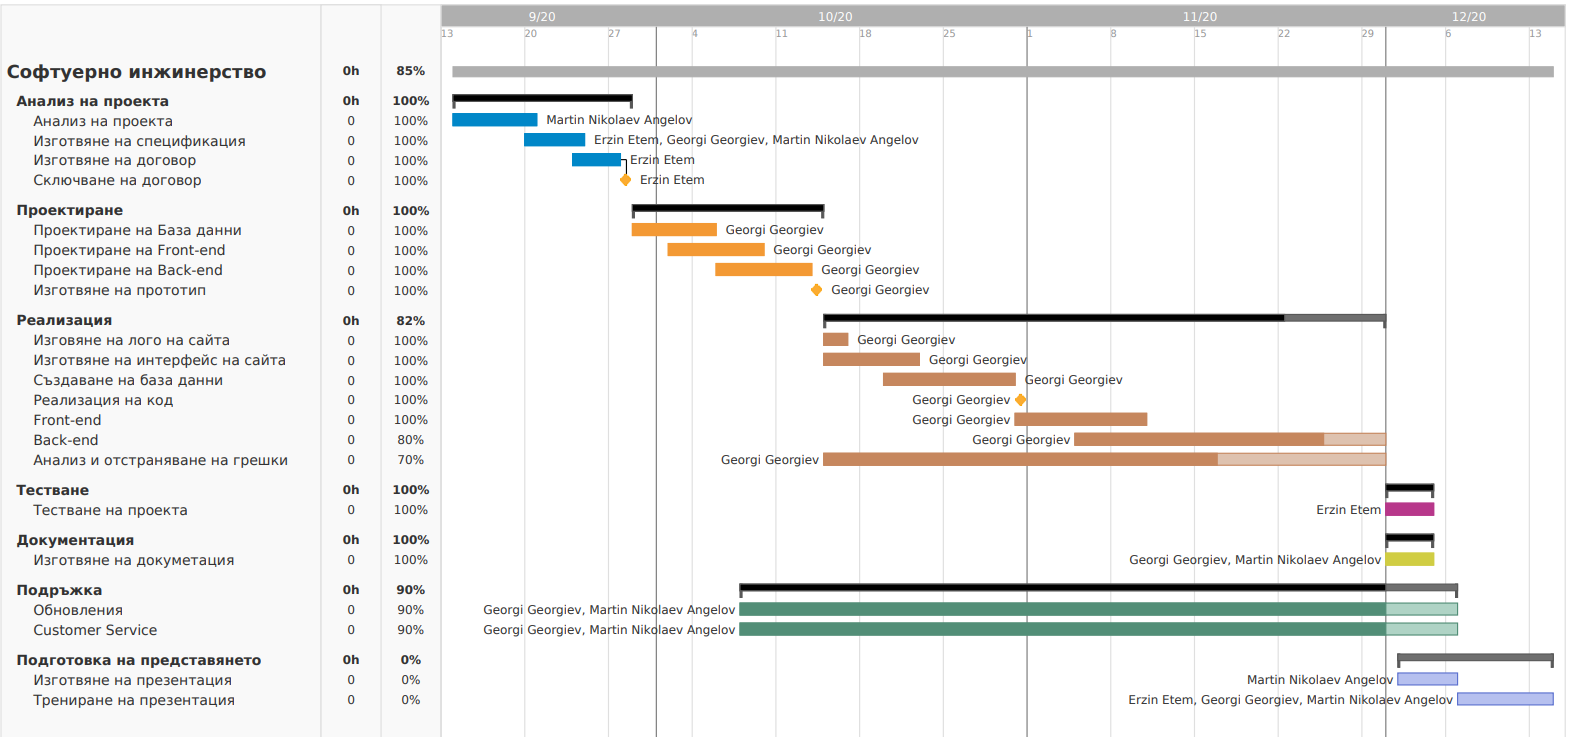 9/20 10/20 11/20 12/20
13 20 27 4 11 18 25 1 8 15 22 29 6 13
Софтуерно инжинерство 0h 85%
Анализ на проекта 0h 100%
Анализ на проекта 0 100% Martin Nikolaev Angelov
Изготвяне на спецификация 0 100% Erzin Etem, Georgi Georgiev, Martin Nikolaev Angelov
Изготвяне на договор 0 100% Erzin Etem
Сключване на договор 0 100% Erzin Etem
Проектиране 0h 100%
Проектиране на База данни 0 100% Georgi Georgiev
Проектиране на Front-end 0 100% Georgi Georgiev
Проектиране на Back-end 0 100% Georgi Georgiev
Изготвяне на прототип 0 100% Georgi Georgiev
Реализация 0h 82%
Изговяне на лого на сайта 0 100% Georgi Georgiev
Изготвяне на интерфейс на сайта 0 100% Georgi Georgiev
Създаване на база данни 0 100% Georgi Georgiev
Реализация на код 0 100% Georgi Georgiev
Front-end 0 100% Georgi Georgiev
Back-end 0 80% Georgi Georgiev
Анализ и отстраняване на грешки 0 70% Georgi Georgiev
Тестване 0h 100%
Тестване на проекта 0 100% Erzin Etem
Документация 0h 100%
Изготвяне на докуметация 0 100% Georgi Georgiev, Martin Nikolaev Angelov
Подръжка 0h 90%
Обновления 0 90% Georgi Georgiev, Martin Nikolaev Angelov
Customer Service 0 90% Georgi Georgiev, Martin Nikolaev Angelov
Подготовка на представянето 0h 0%
Изготвяне на презентация 0 0% Martin Nikolaev Angelov
Трениране на презентация 0 0% Erzin Etem, Georgi Georgiev, Martin Nikolaev Angelov